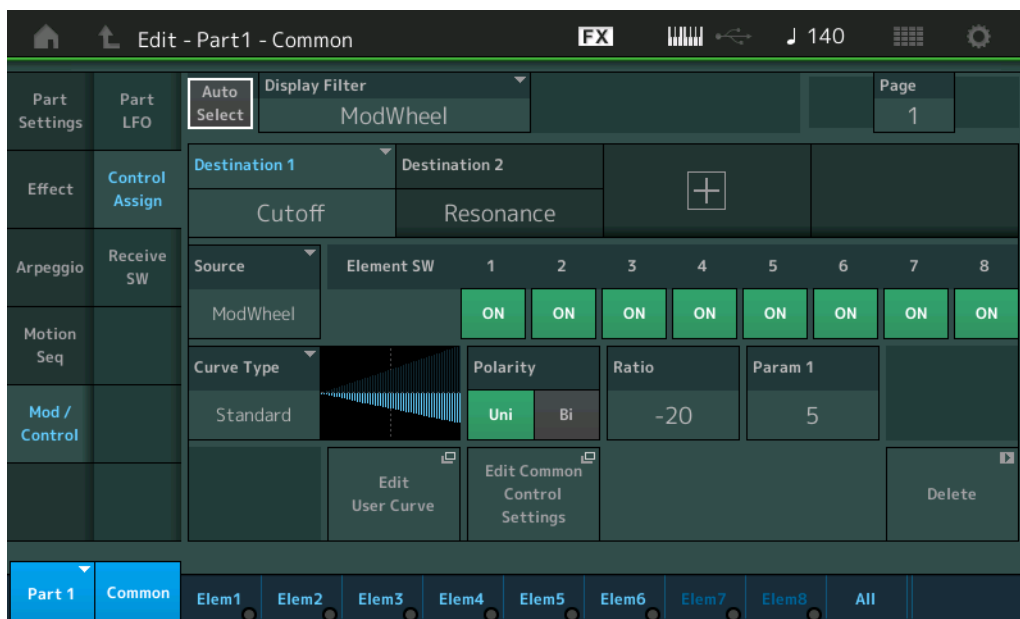 Edit - Part1 - Common FX ♩ 140
Part Settings
Part LFO
Auto Select
Display Filter
ModWheel
Page
1
Effect
Control Assign
Destination 1
Cutoff
Destination 2
Resonance
Arpeggio
Receive SW
Source
ModWheel
Element SW 1 2 3 4 5 6 7 8
ON ON ON ON ON ON ON ON
Motion Seq
Curve Type
Standard
Polarity
Uni Bi
Ratio
-20
Param 1
5
Mod / Control
Edit User Curve
Edit Common Control Settings
Delete
Part 1 Common Elem1 Elem2 Elem3 Elem4 Elem5 Elem6 Elem7 Elem8 All